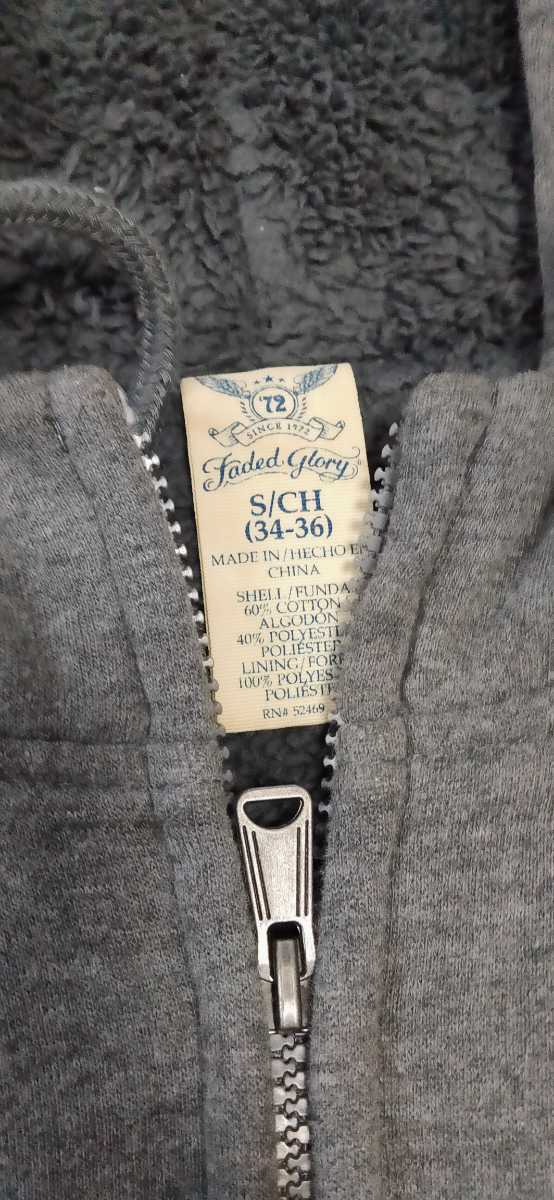 '72
SINCE 1972
Faded Glory
S/CH
(34-36)
MADE IN/HECHO EN
CHINA
SHELL/FUNDA
60% COTTON
ALGODÓN
40% POLYESTE
POLIÉSTER
LINING/FORR
100% POLYES
POLIÉST
RN# 52469